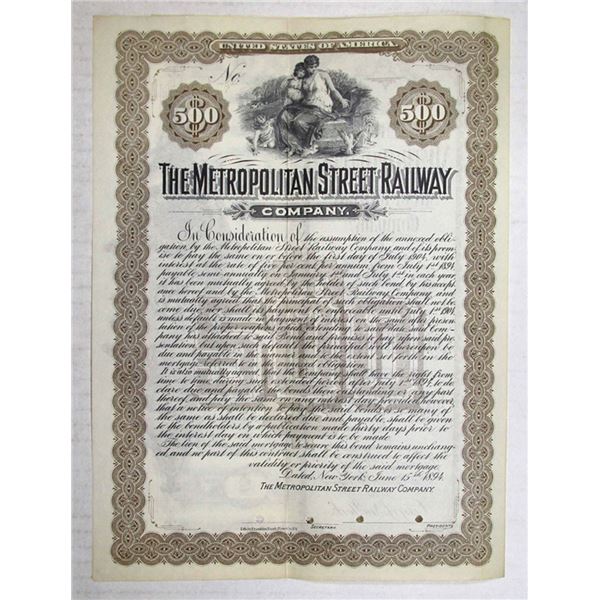 UNITED STATES OF AMERICA.
No.
$500
$500
THE METROPOLITAN STREET RAILWAY
COMPANY.
In Consideration of the assumption of the annexed obli-
gation, by the Metropolitan Street Railway Company and of its prom-
ise to pay the same on or before the first day of July 1904, with
interest at the rate of five per cent per annum from July 1st 1894
payable semi-annually on January 1st and July 1st in each year
it has been mutually agreed by the holder of such bond by his accept-
ance hereof and by the Metropolitan Street Railway Company, and
is mutually agreed that the principal of such obligation shall not be-
come due, nor shall its payment be enforceable until July 1st 1904,
unless default is made in payment of interest on the same after presen-
tation of the proper coupon which extending such date said Com-
pany has attached to said Bond and promises to pay upon said pre-
sentation but upon such default the principal shall thereupon be
due and payable in the manner and to the extent set forth in the
mortgage referred to in the annexed obligation.
It is also mutually agreed, that the Company shall have the right from
time to time during such extended period after July 1st to de-
clare due and payable the bonds then outstanding or any part
thereof and pay the same on any interest day, provided, however,
that a notice of intention to pay the said bonds or so many of
the same as shall be declared due and payable, shall be given
to the bondholders by a publication made thirty days prior to
the interest day on which payment is to be made.
The lien of the said mortgage to secure this bond remains unchang-
ed and no part of this contract shall be construed to affect the
validity or priority of the said mortgage.
Dated, New York, June 15th 1894.
THE METROPOLITAN STREET RAILWAY COMPANY.
SECRETARY
PRESIDENT